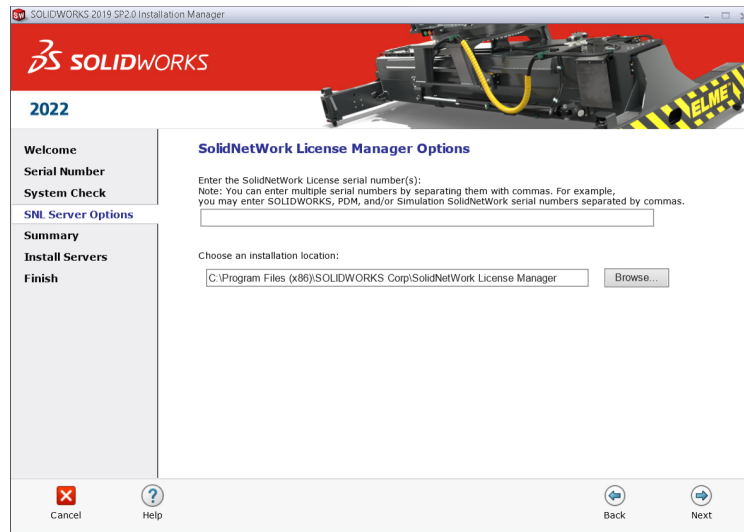 SOLIDWORKS 2019 SP2.0 Installation Manager
SOLIDWORKS
ELME
2022
Welcome
Serial Number
System Check
SNL Server Options
Summary
Install Servers
Finish
SolidNetWork License Manager Options
Enter the SolidNetWork License serial number(s):
Note: You can enter multiple serial numbers by separating them with commas. For example,
you may enter SOLIDWORKS, PDM, and/or Simulation SolidNetWork serial numbers separated by commas.
Choose an installation location:
C:\Program Files (x86)\SOLIDWORKS Corp\SolidNetWork License Manager
Browse...
Cancel
Help
Back
Next